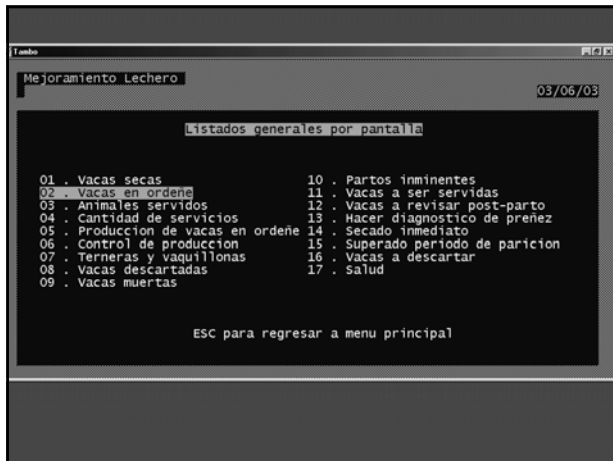 Tambo
Mejoramiento Lechero
03/06/03
Listados generales por pantalla
01 . Vacas secas
02 . Vacas en ordeñe
03 . Animales servidos
04 . Cantidad de servicios
05 . Produccion de vacas en ordeñe
06 . Control de produccion
07 . Terneras y vaquillonas
08 . Vacas descartadas
09 . Vacas muertas
10 . Partos inminentes
11 . Vacas a ser servidas
12 . Vacas a revisar post-parto
13 . Hacer diagnostico de preñez
14 . Secado inmediato
15 . Superado periodo de paricion
16 . Vacas a descartar
17 . Salud
ESC para regresar a menu principal